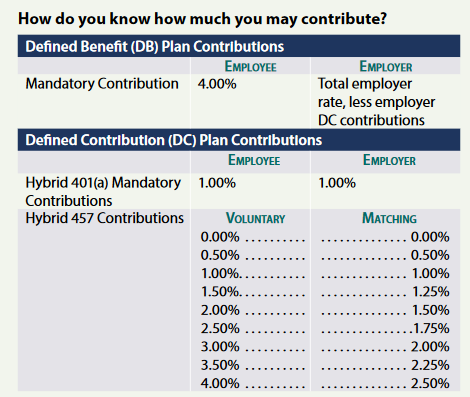 How do you know how much you may contribute?
Defined Benefit (DB) Plan Contributions
EMPLOYEE EMPLOYER
Mandatory Contribution 4.00% Total employer
rate, less employer
DC contributions
Defined Contribution (DC) Plan Contributions
EMPLOYEE EMPLOYER
Hybrid 401(a) Mandatory 1.00% 1.00%
Contributions
Hybrid 457 Contributions VOLUNTARY MATCHING
0.00% .......... .............. 0.00%
0.50% .......... .............. 0.50%
1.00%.......... .............. 1.00%
1.50%.......... .............. 1.25%
2.00% .......... .............. 1.50%
2.50% .......... ..............1.75%
3.00% .......... .............. 2.00%
3.50% .......... .............. 2.25%
4.00% .......... .............. 2.50%